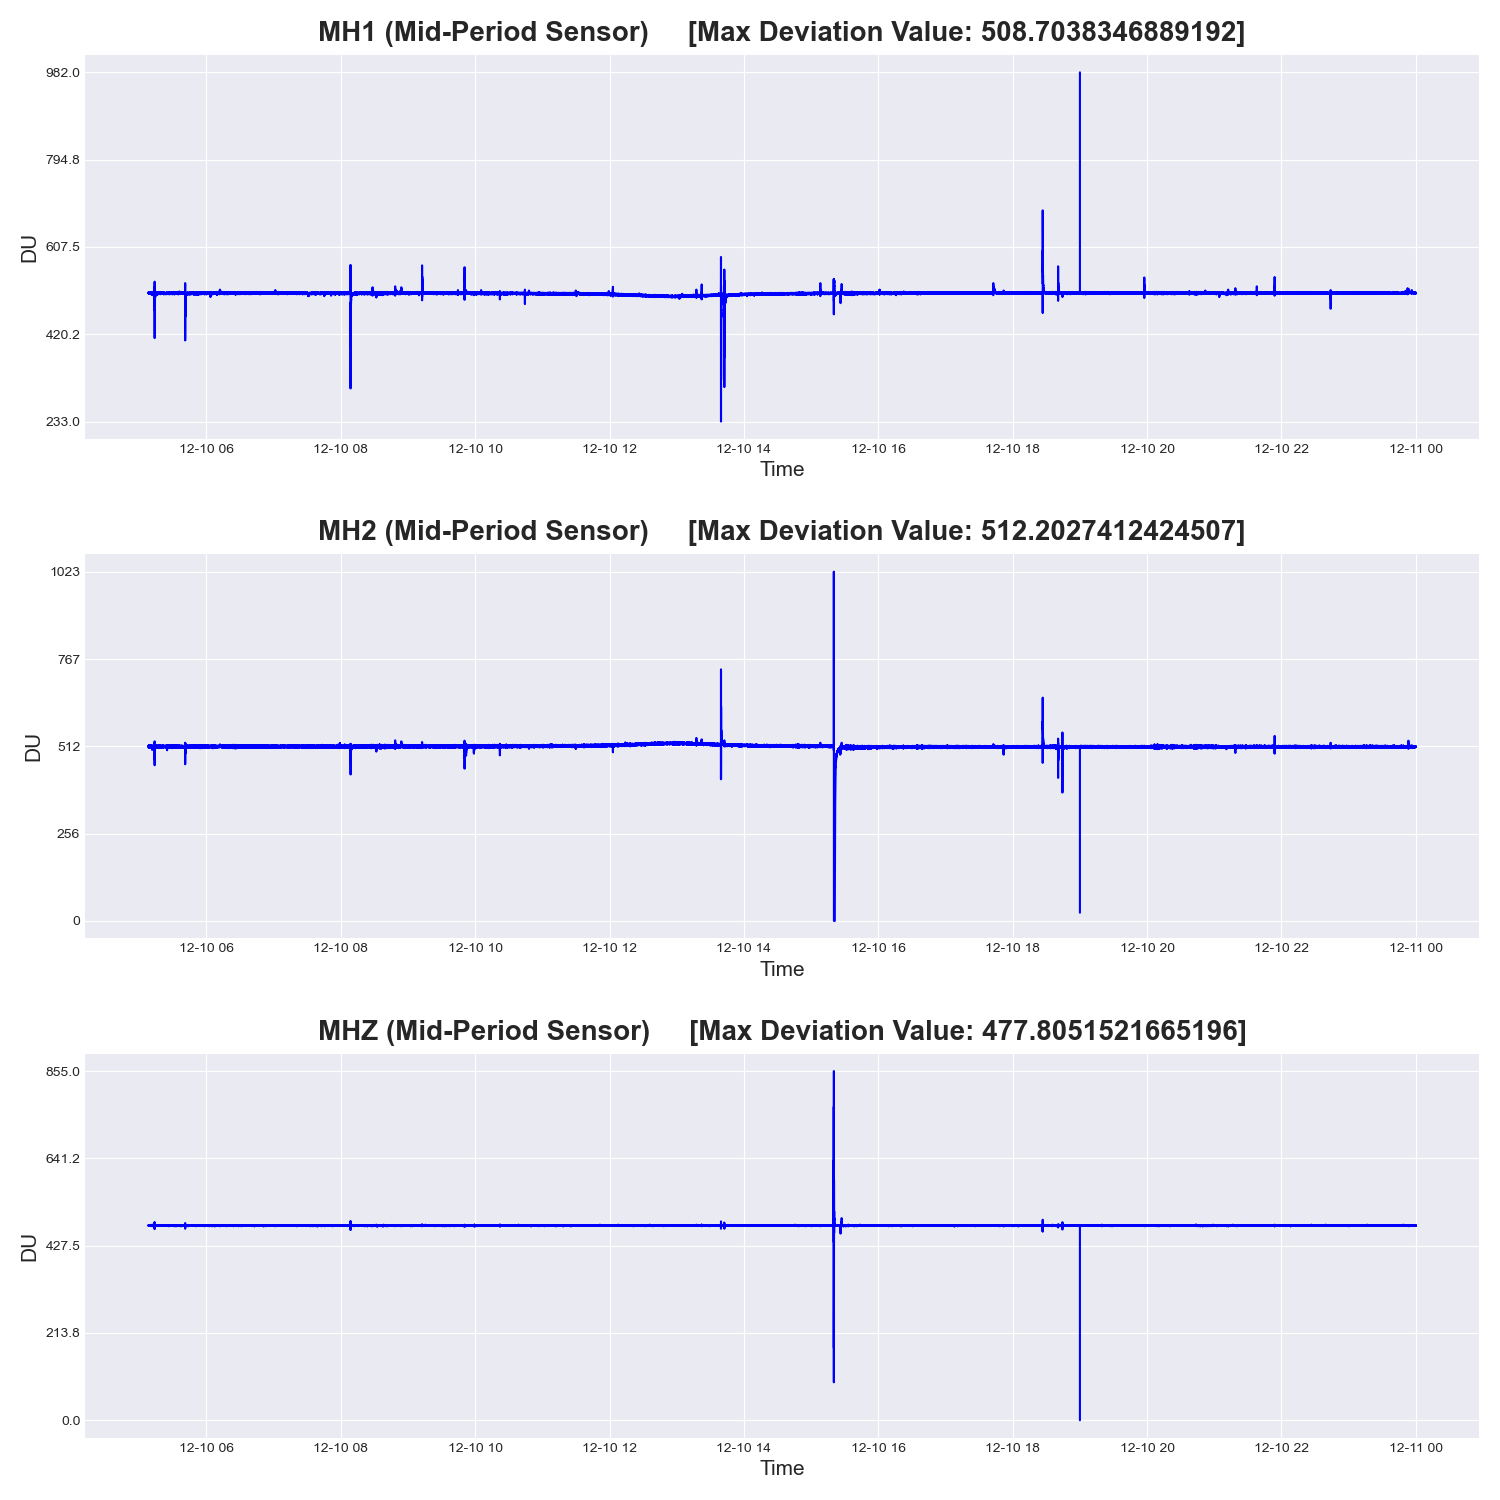 MH1 (Mid-Period Sensor) [Max Deviation Value: 508.7038346889192]
982.0
794.8
607.5
420.2
233.0
DU
12-10 06 12-10 08 12-10 10 12-10 12 12-10 14 12-10 16 12-10 18 12-10 20 12-10 22 12-11 00
Time
MH2 (Mid-Period Sensor) [Max Deviation Value: 512.2027412424507]
1023
767
512
256
0
DU
12-10 06 12-10 08 12-10 10 12-10 12 12-10 14 12-10 16 12-10 18 12-10 20 12-10 22 12-11 00
Time
MHZ (Mid-Period Sensor) [Max Deviation Value: 477.8051521665196]
855.0
641.2
427.5
213.8
0.0
DU
12-10 06 12-10 08 12-10 10 12-10 12 12-10 14 12-10 16 12-10 18 12-10 20 12-10 22 12-11 00
Time